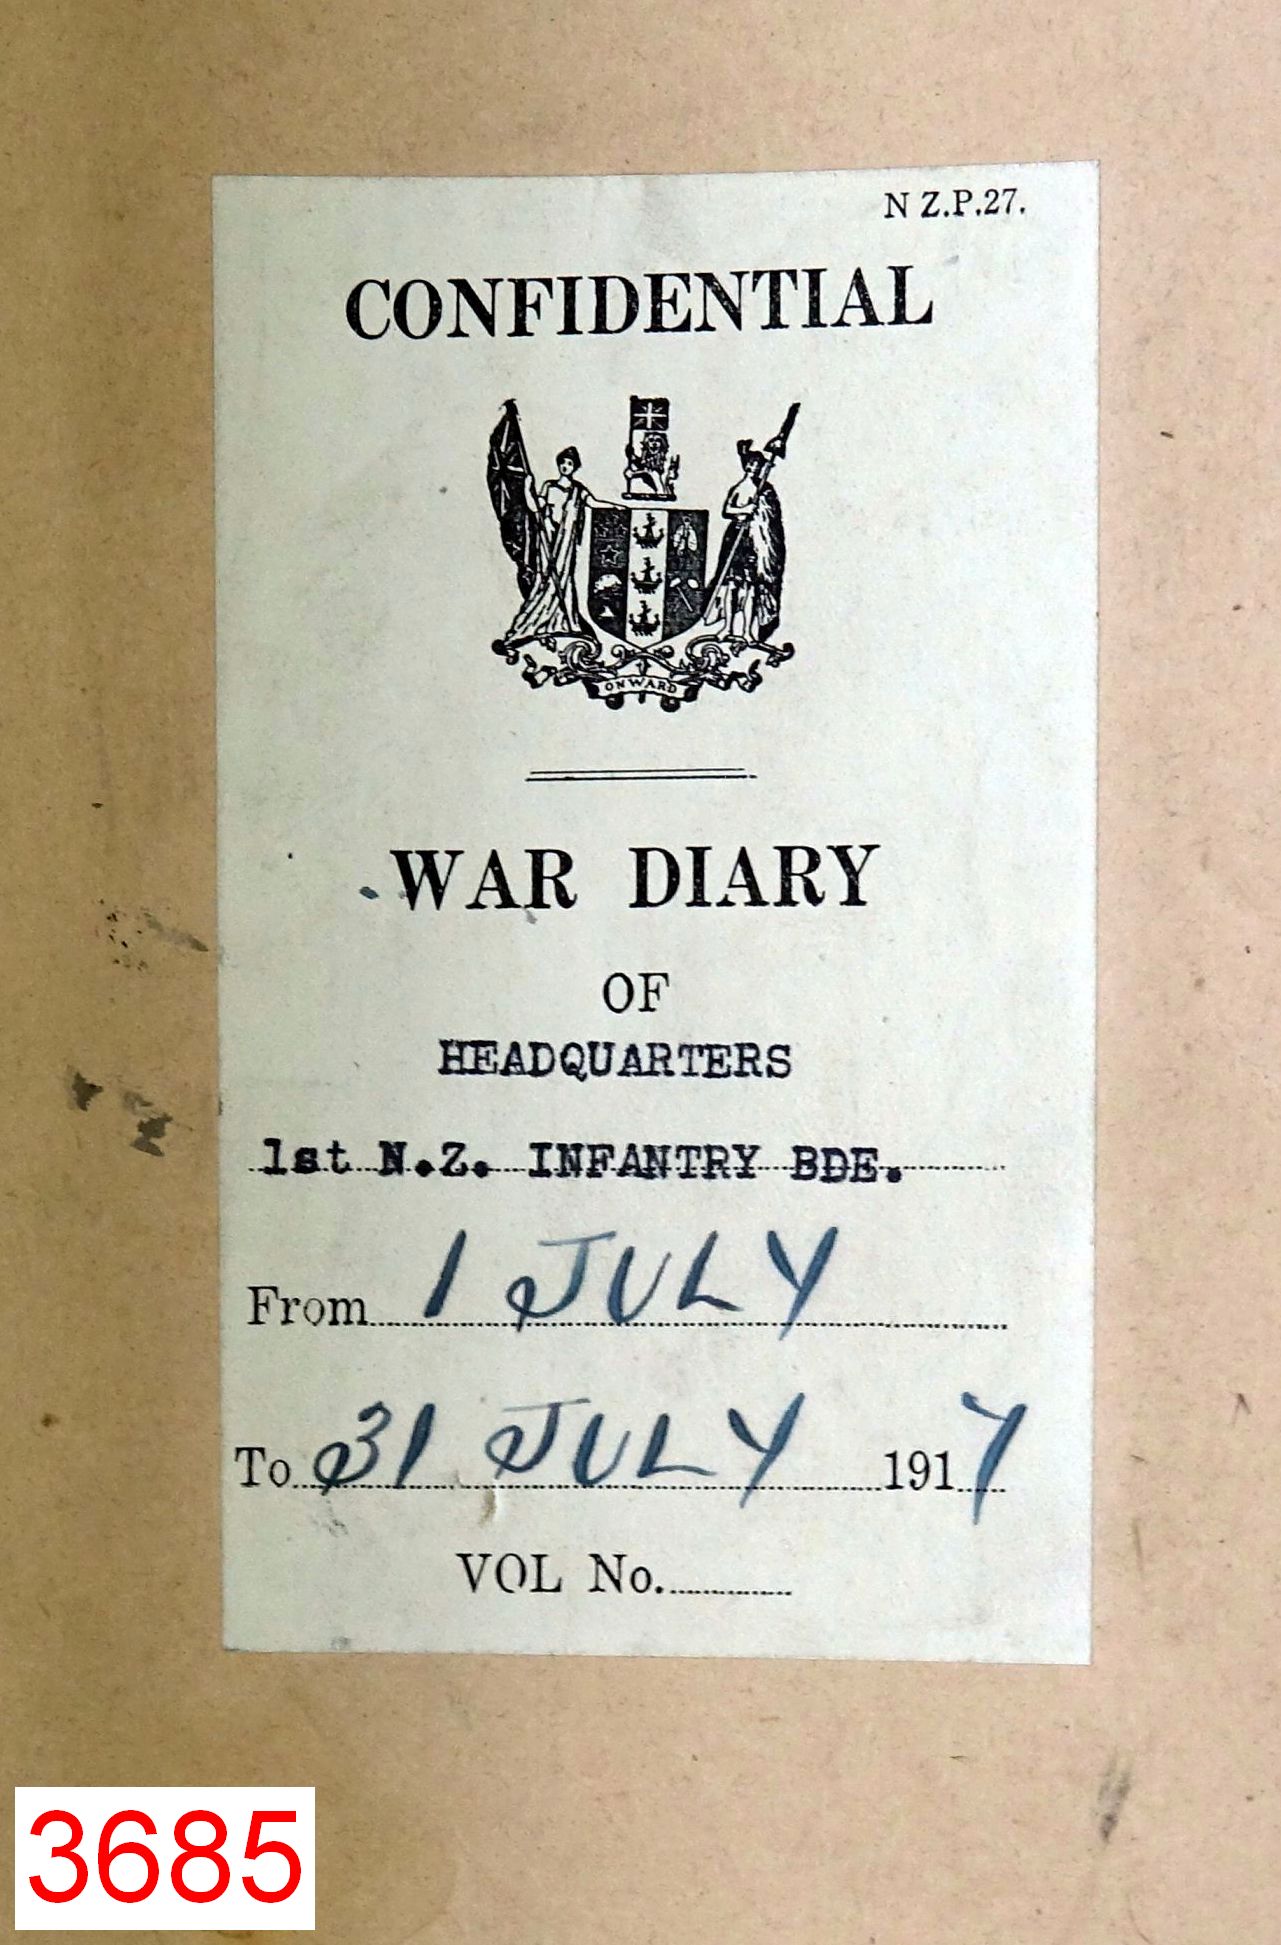 N Z.P.27.
CONFIDENTIAL
ONWARD
WAR DIARY
OF
HEADQUARTERS
1st N.Z. INFANTRY BDE.
From 1 JULY
To 31 JULY 1917
VOL No.
3685